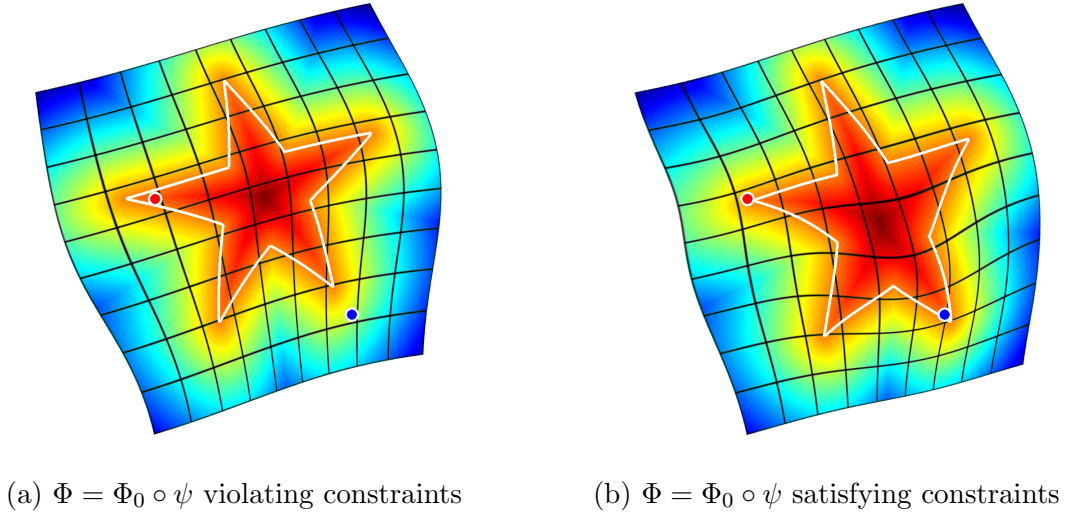 (a) Φ = Φ₀ ∘ ψ violating constraints
(b) Φ = Φ₀ ∘ ψ satisfying constraints